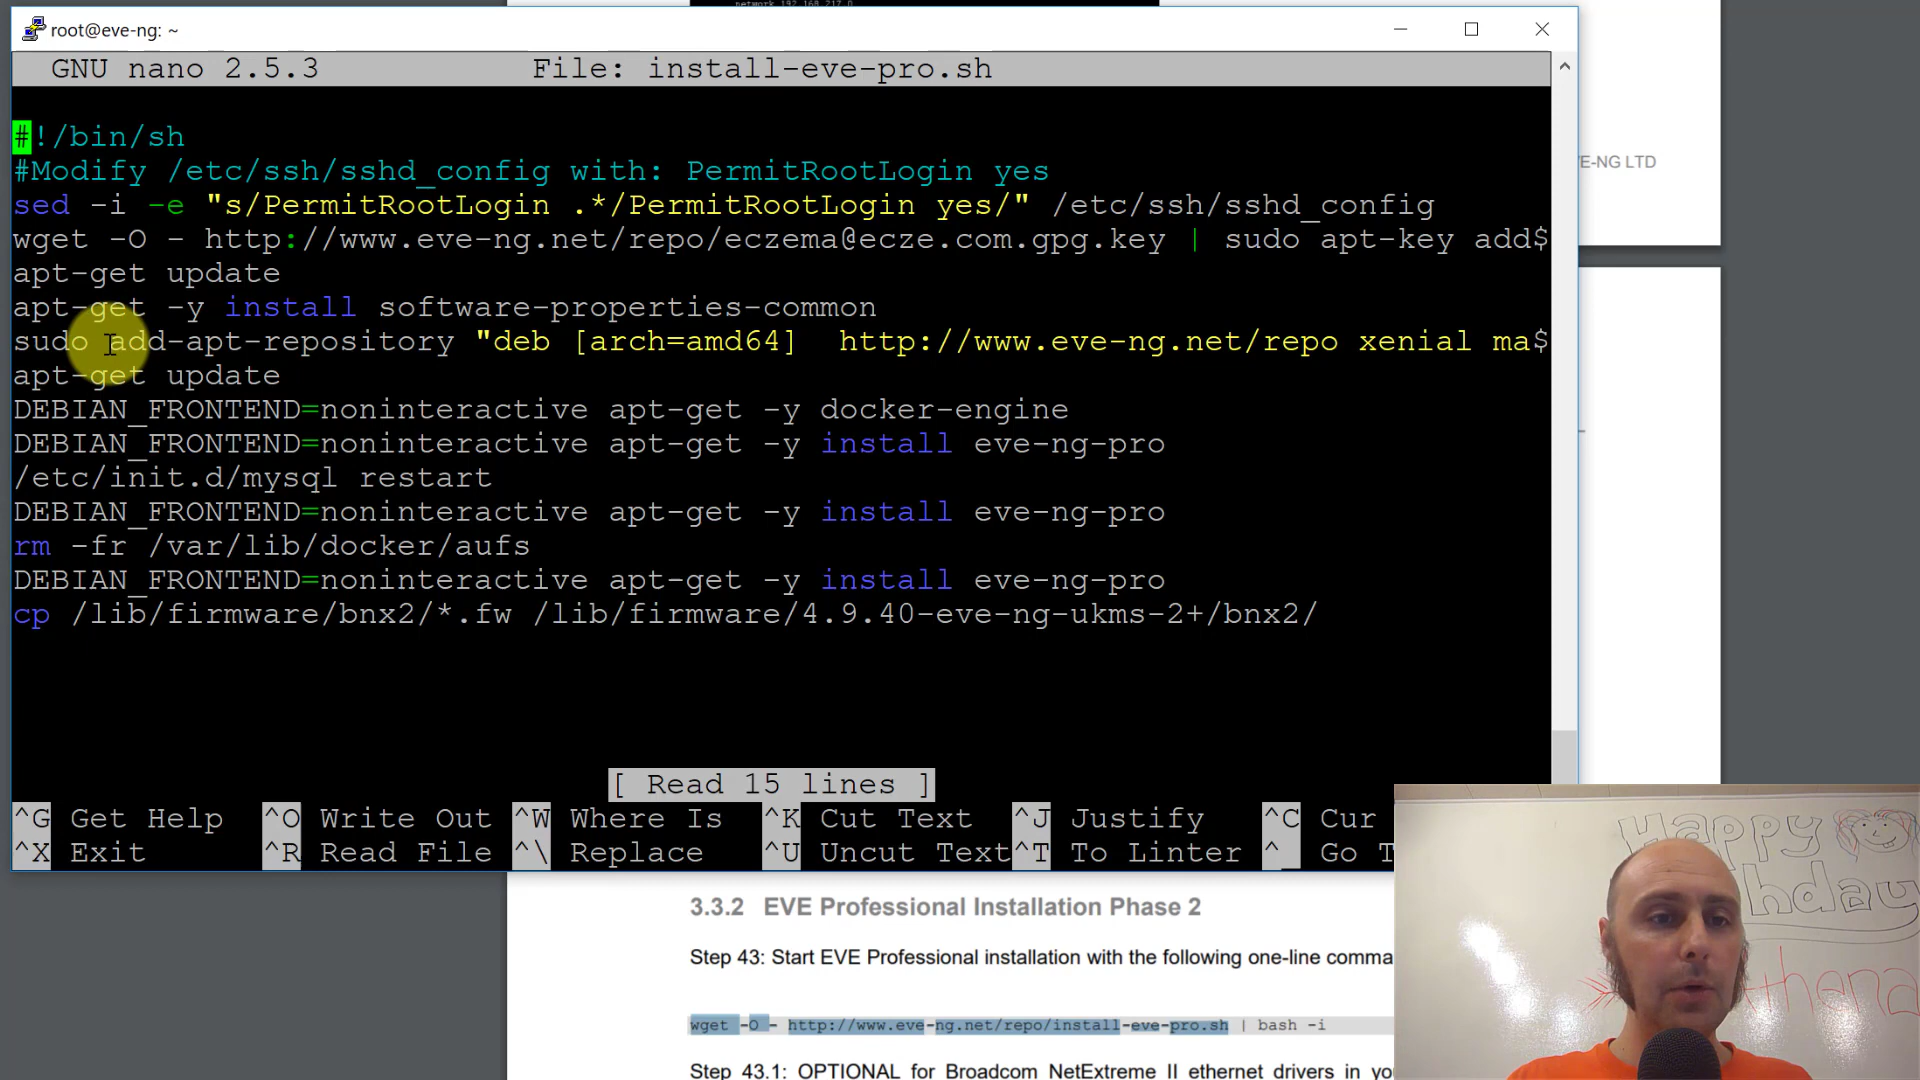 network 192.168.217.0
root@eve-ng: ~
GNU nano 2.5.3 File: install-eve-pro.sh
#!/bin/sh
#Modify /etc/ssh/sshd_config with: PermitRootLogin yes
sed -i -e "s/PermitRootLogin .*/PermitRootLogin yes/" /etc/ssh/sshd_config
wget -O - http://www.eve-ng.net/repo/eczema@ecze.com.gpg.key | sudo apt-key add$
apt-get update
apt-get -y install software-properties-common
sudo add-apt-repository "deb [arch=amd64]  http://www.eve-ng.net/repo xenial ma$
apt-get update
DEBIAN_FRONTEND=noninteractive apt-get -y docker-engine
DEBIAN_FRONTEND=noninteractive apt-get -y install eve-ng-pro
/etc/init.d/mysql restart
DEBIAN_FRONTEND=noninteractive apt-get -y install eve-ng-pro
rm -fr /var/lib/docker/aufs
DEBIAN_FRONTEND=noninteractive apt-get -y install eve-ng-pro
cp /lib/firmware/bnx2/*.fw /lib/firmware/4.9.40-eve-ng-ukms-2+/bnx2/
[ Read 15 lines ]
^G Get Help ^O Write Out ^W Where Is ^K Cut Text ^J Justify ^C Cur
^X Exit ^R Read File ^\ Replace ^U Uncut Text ^T To Linter ^_ Go T
E-NG LTD
3.3.2 EVE Professional Installation Phase 2
Step 43: Start EVE Professional installation with the following one-line comma
wget -O - http://www.eve-ng.net/repo/install-eve-pro.sh | bash -i
Step 43.1: OPTIONAL for Broadcom NetExtreme II ethernet drivers in yo
Happy
hday
thena